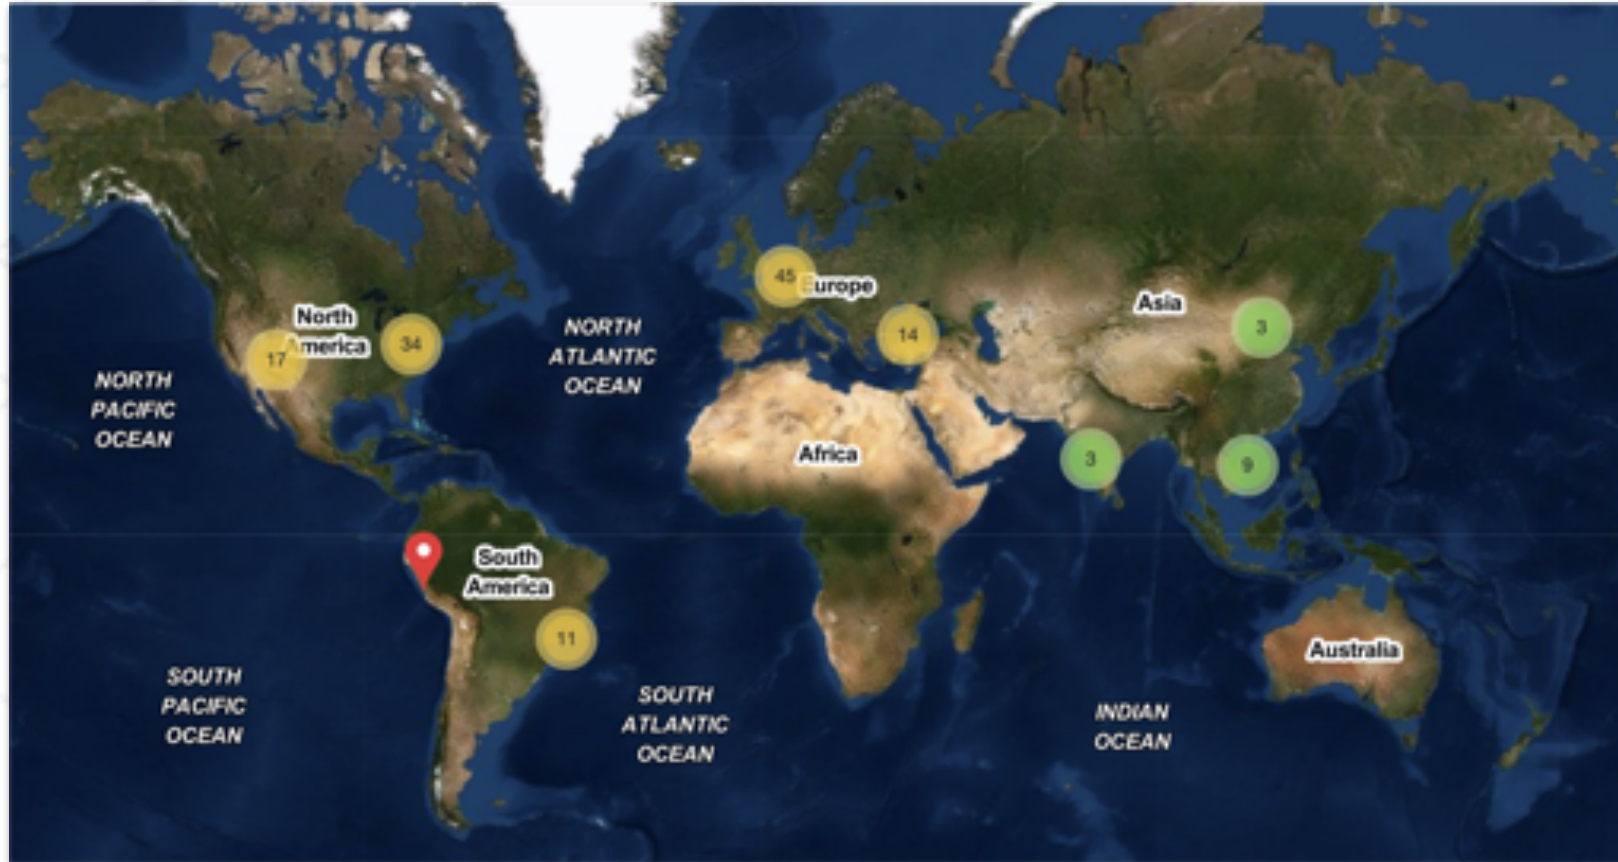 45
Europe
Asia
North
America
17
34
14
3
NORTH
ATLANTIC
OCEAN
NORTH
PACIFIC
OCEAN
Africa
3
9
South
America
11
Australia
SOUTH
PACIFIC
OCEAN
SOUTH
ATLANTIC
OCEAN
INDIAN
OCEAN